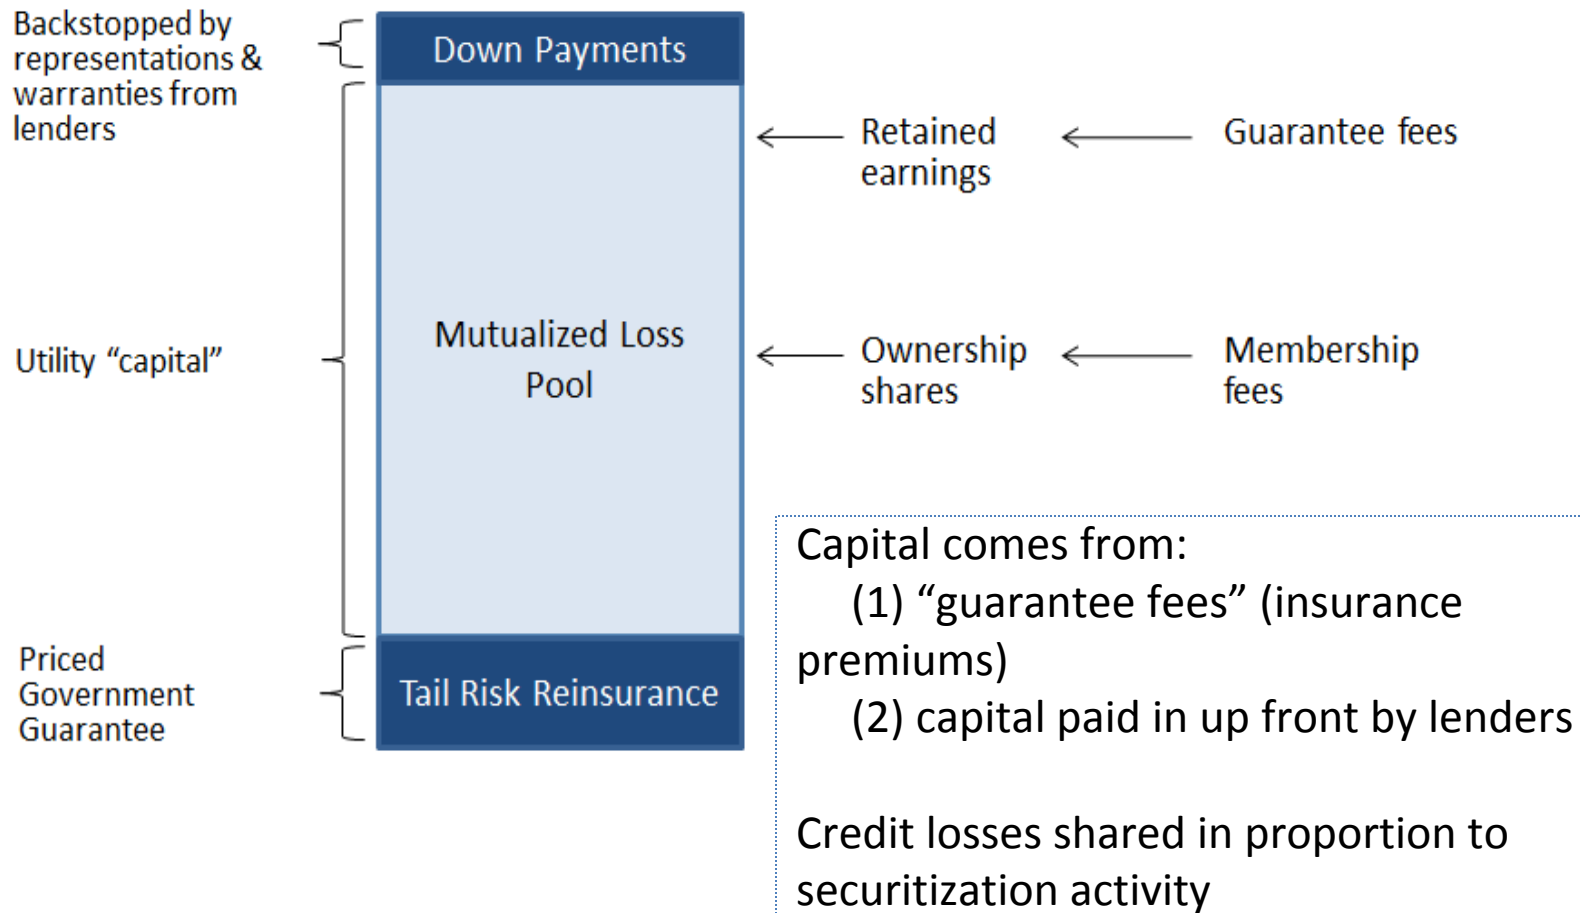 Backstopped by
representations &
warranties from
lenders
Down Payments
Retained
earnings
Guarantee fees
Utility “capital”
Mutualized Loss
Pool
Ownership
shares
Membership
fees
Priced
Government
Guarantee
Tail Risk Reinsurance
Capital comes from:
(1) “guarantee fees” (insurance
premiums)
(2) capital paid in up front by lenders
Credit losses shared in proportion to
securitization activity